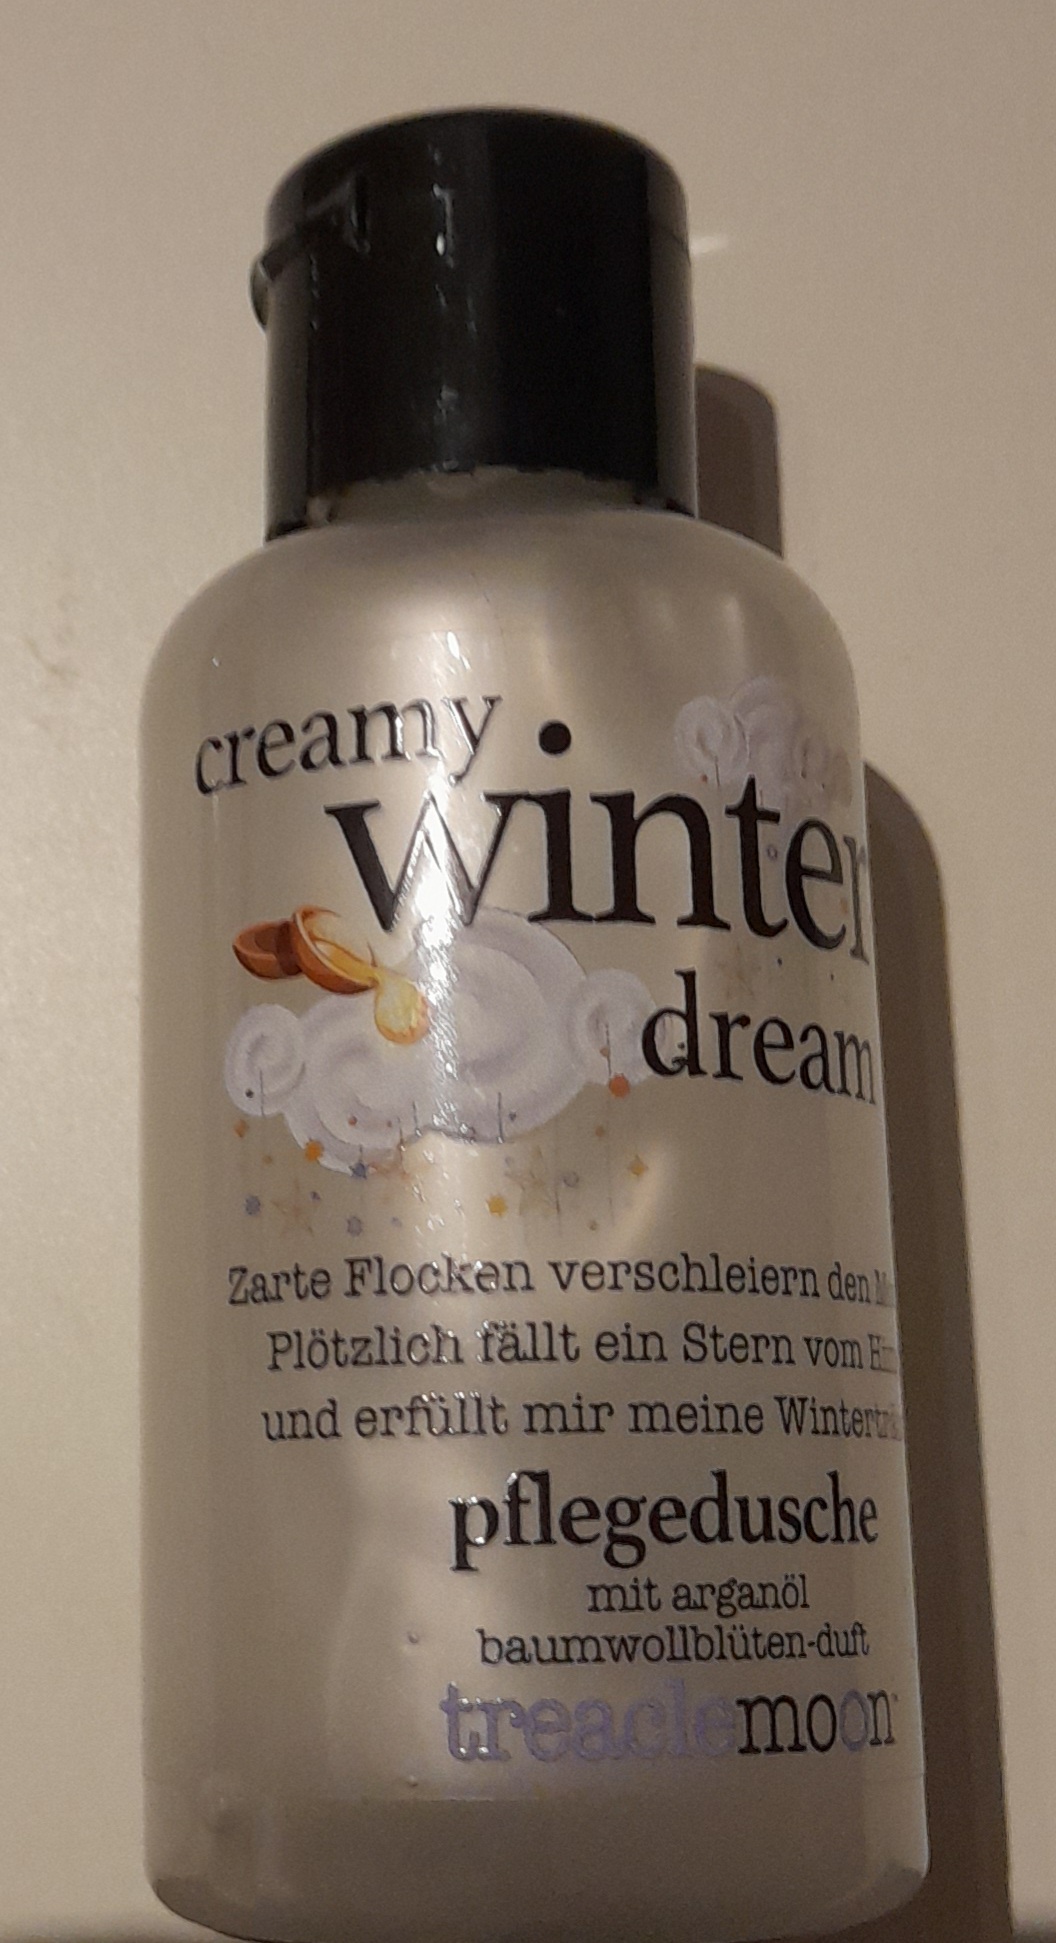 creamy
winter
dream
Zarte Flocken verschleiern den
Plötzlich fällt ein Stern vom
und erfüllt mir meine
pflegedusche
mit arganöl
baumwollblüten-duft
treaclemoon